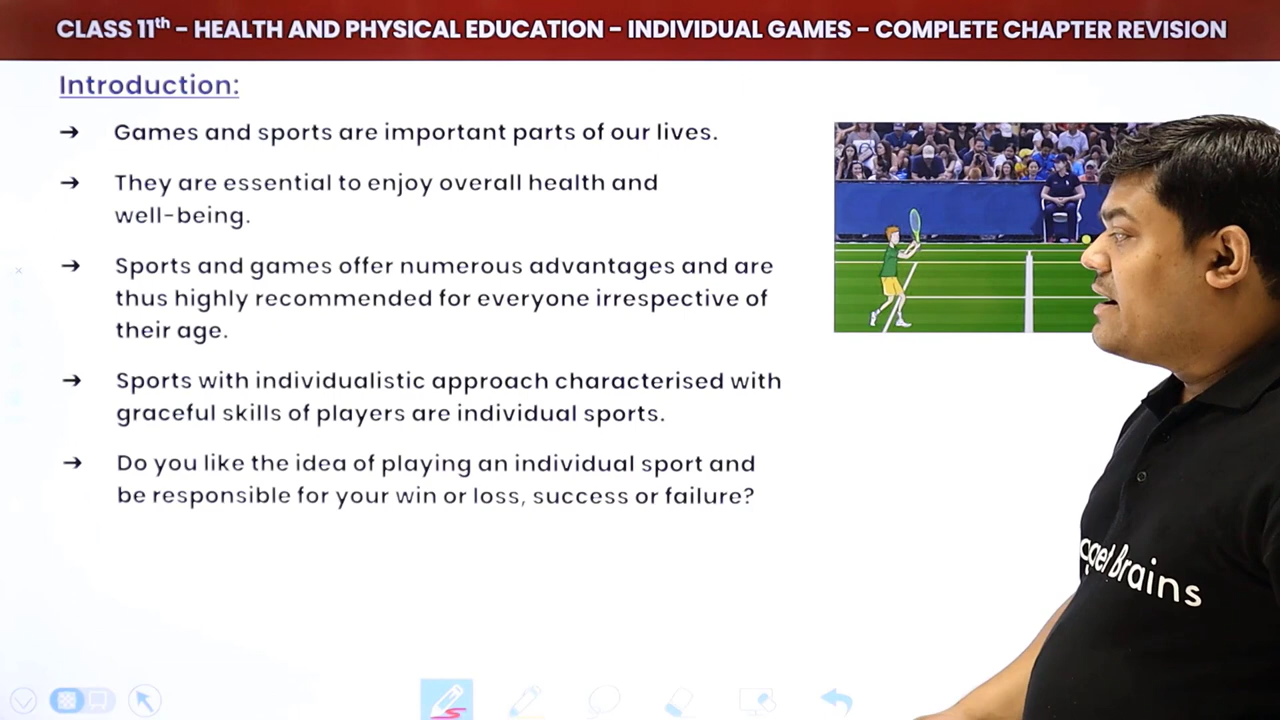 CLASS 11th – HEALTH AND PHYSICAL EDUCATION – INDIVIDUAL GAMES – COMPLETE CHAPTER REVISION
Introduction:
➔ Games and sports are important parts of our lives.
➔ They are essential to enjoy overall health and
well-being.
➔ Sports and games offer numerous advantages and are
thus highly recommended for everyone irrespective of
their age.
➔ Sports with individualistic approach characterised with
graceful skills of players are individual sports.
➔ Do you like the idea of playing an individual sport and
be responsible for your win or loss, success or failure?
Brains